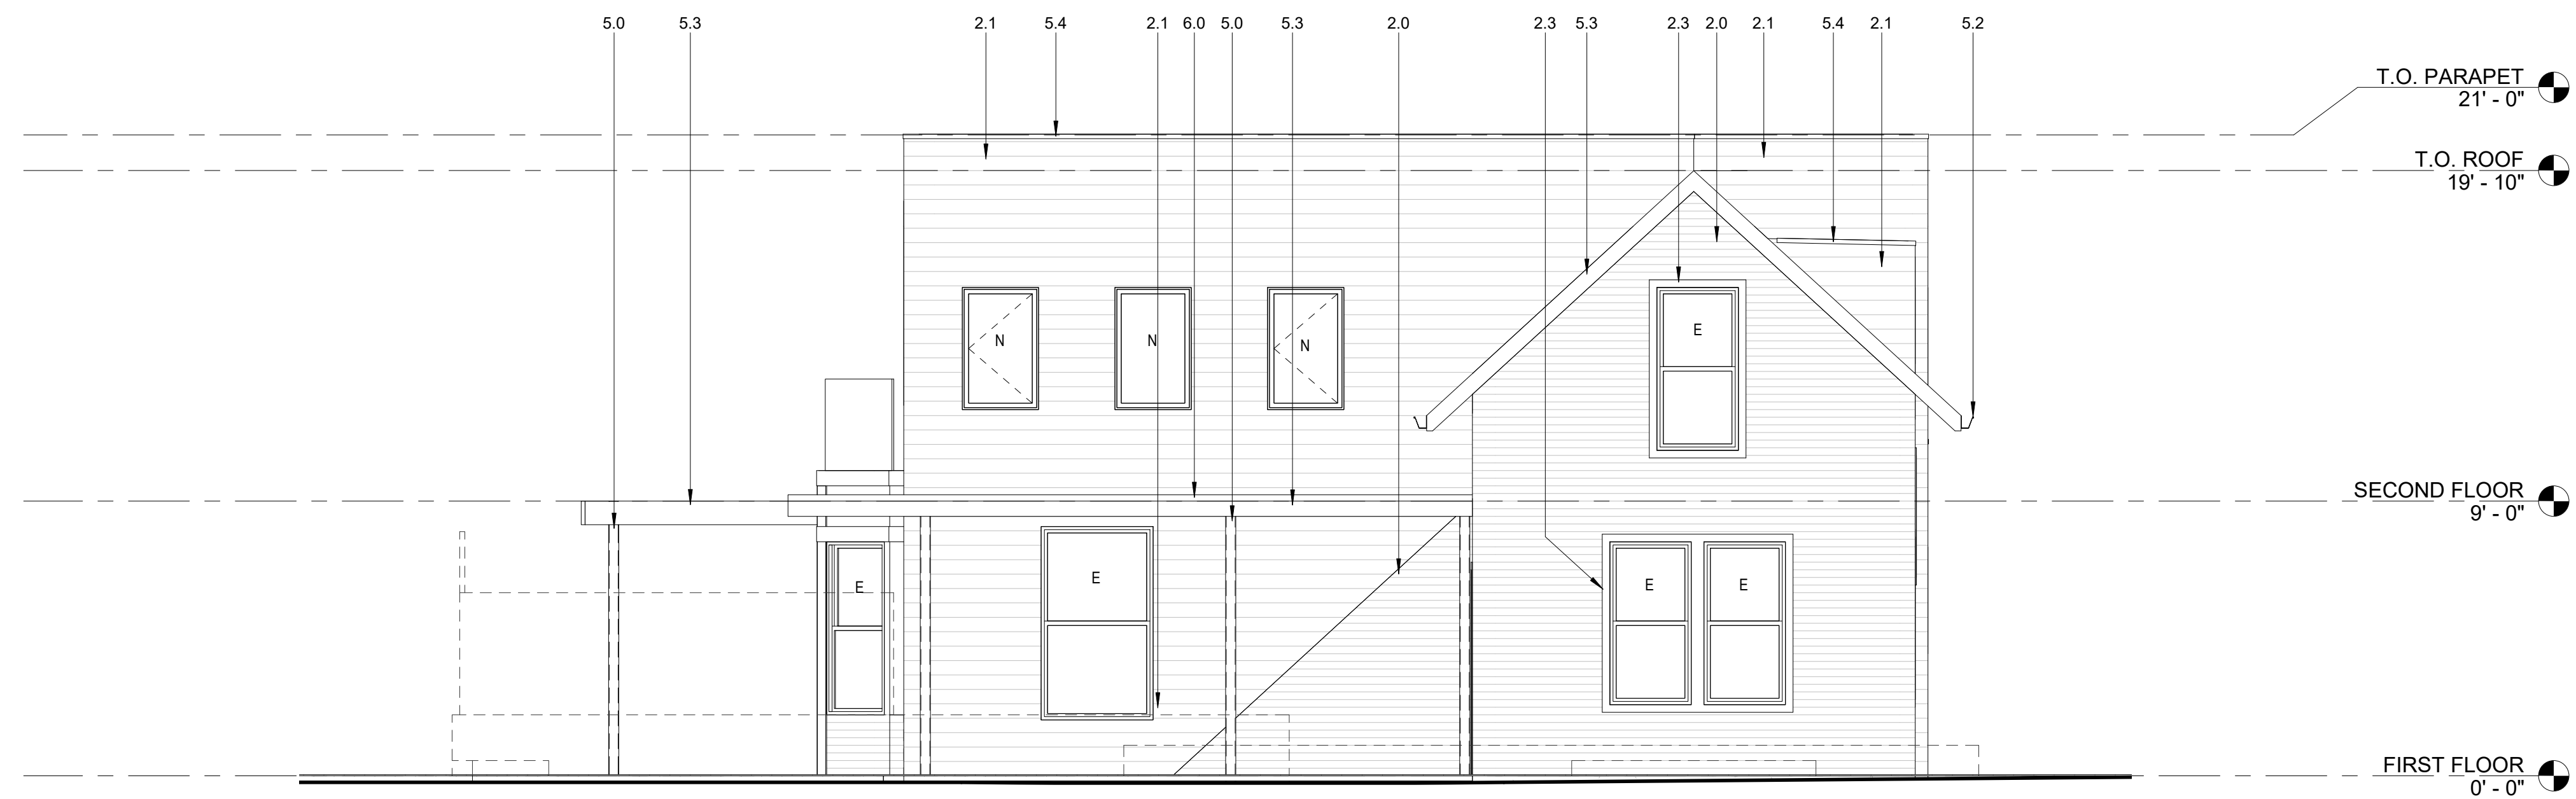 5.0 5.3 2.1 5.4 2.1 6.0 5.0 5.3 2.0 2.3 5.3 2.3 2.0 2.1 5.4 2.1 5.2
T.O. PARAPET
21' - 0"
T.O. ROOF
19' - 10"
N N N E
SECOND FLOOR
9' - 0"
E E E E
FIRST FLOOR
0' - 0"